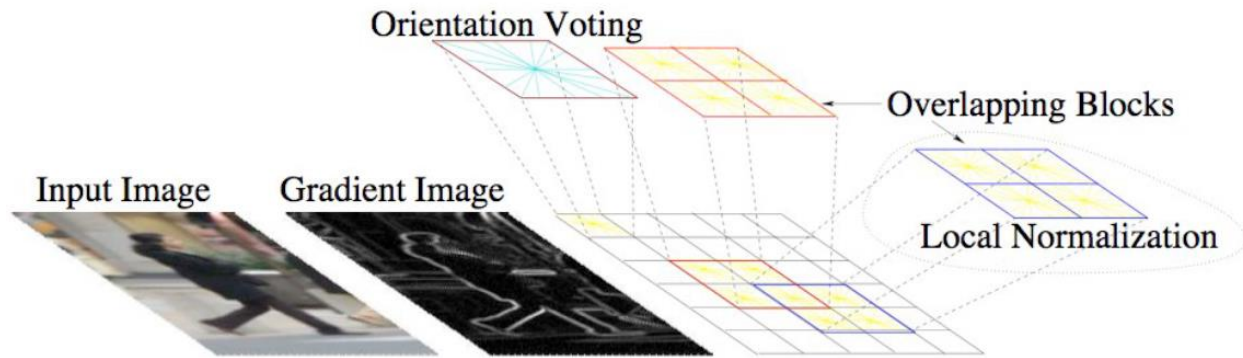 Orientation Voting
Overlapping Blocks
Input Image
Gradient Image
Local Normalization